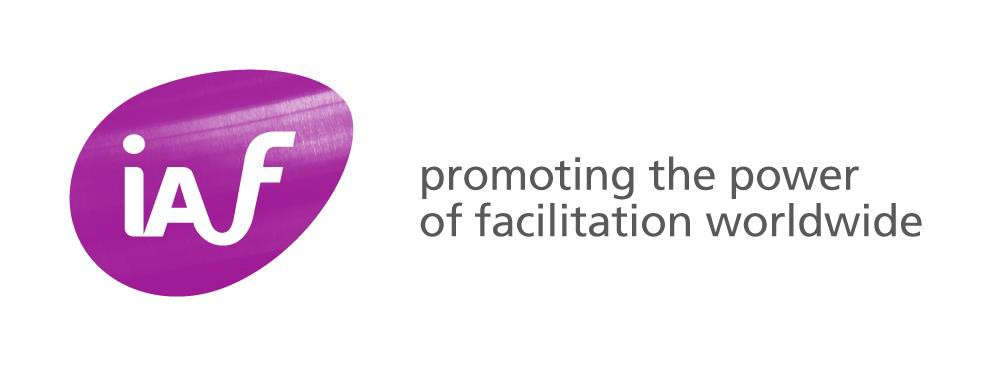 iAF
promoting the power
of facilitation worldwide